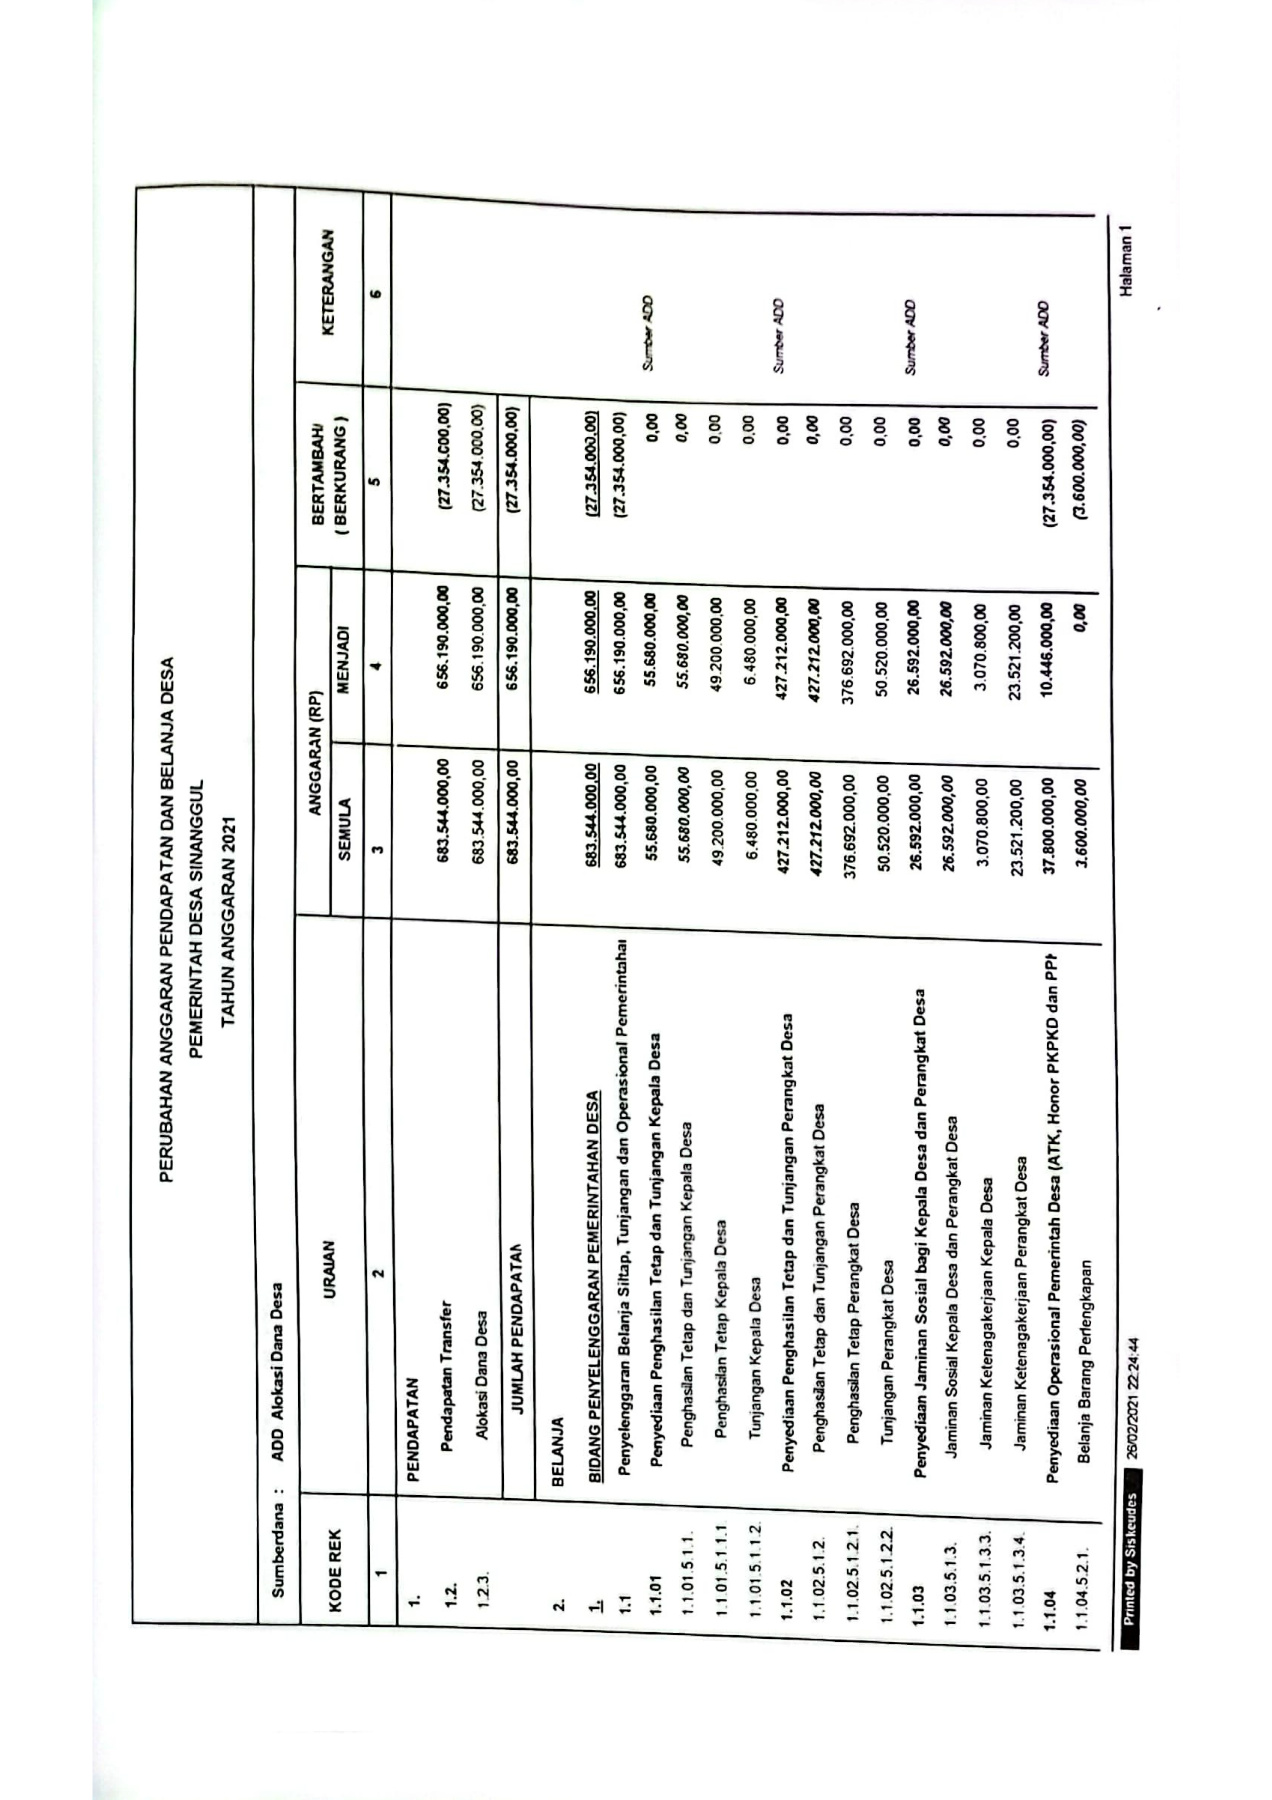 PERUBAHAN ANGGARAN PENDAPATAN DAN BELANJA DESA
PEMERINTAH DESA SINANGGUL
TAHUN ANGGARAN 2021
Sumberdana : ADD Alokasi Dana Desa
KODE REK URAIAN ANGGARAN (RP) BERTAMBAH/ KETERANGAN
SEMULA MENJADI ( BERKURANG )
1 2 3 4 5 6
1. PENDAPATAN
1.2. Pendapatan Transfer 683.544.000,00 656.190.000,00 (27.354.000,00)
1.2.3. Alokasi Dana Desa 683.544.000,00 656.190.000,00 (27.354.000,00)
JUMLAH PENDAPATAN 683.544.000,00 656.190.000,00 (27.354.000,00)
2. BELANJA
1. BIDANG PENYELENGGARAN PEMERINTAHAN DESA 683.544.000,00 656.190.000,00 (27.354.000,00)
1.1 Penyelenggaran Belanja Siltap, Tunjangan dan Operasional Pemerintahan 683.544.000,00 656.190.000,00 (27.354.000,00)
1.1.01 Penyediaan Penghasilan Tetap dan Tunjangan Kepala Desa 55.680.000,00 55.680.000,00 0,00 Sumber ADD
1.1.01.5.1.1. Penghasilan Tetap dan Tunjangan Kepala Desa 55.680.000,00 55.680.000,00 0,00
1.1.01.5.1.1.1. Penghasilan Tetap Kepala Desa 49.200.000,00 49.200.000,00 0,00
1.1.01.5.1.1.2. Tunjangan Kepala Desa 6.480.000,00 6.480.000,00 0,00
1.1.02 Penyediaan Penghasilan Tetap dan Tunjangan Perangkat Desa 427.212.000,00 427.212.000,00 0,00 Sumber ADD
1.1.02.5.1.2. Penghasilan Tetap dan Tunjangan Perangkat Desa 427.212.000,00 427.212.000,00 0,00
1.1.02.5.1.2.1. Penghasilan Tetap Perangkat Desa 376.692.000,00 376.692.000,00 0,00
1.1.02.5.1.2.2. Tunjangan Perangkat Desa 50.520.000,00 50.520.000,00 0,00
1.1.03 Penyediaan Jaminan Sosial bagi Kepala Desa dan Perangkat Desa 26.592.000,00 26.592.000,00 0,00 Sumber ADD
1.1.03.5.1.3. Jaminan Sosial Kepala Desa dan Perangkat Desa 26.592.000,00 26.592.000,00 0,00
1.1.03.5.1.3.3. Jaminan Ketenagakerjaan Kepala Desa 3.070.800,00 3.070.800,00 0,00
1.1.03.5.1.3.4. Jaminan Ketenagakerjaan Perangkat Desa 23.521.200,00 23.521.200,00 0,00
1.1.04 Penyediaan Operasional Pemerintah Desa (ATK, Honor PKPKD dan PPK 37.800.000,00 10.446.000,00 (27.354.000,00) Sumber ADD
1.1.04.5.2.1. Belanja Barang Perlengkapan 3.600.000,00 0,00 (3.600.000,00)
Printed by Siskeudes 26/02/2021 22:24:44 Halaman 1